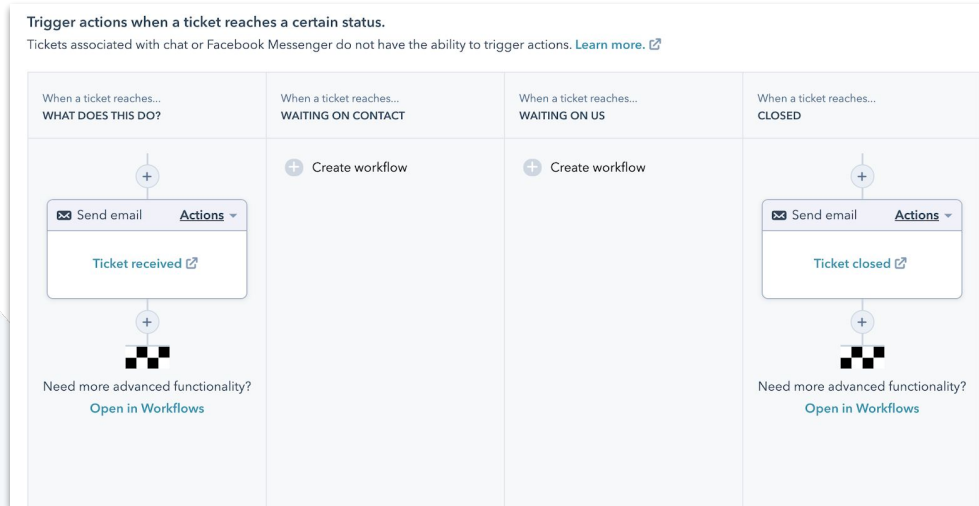 Trigger actions when a ticket reaches a certain status.
Tickets associated with chat or Facebook Messenger do not have the ability to trigger actions. Learn more.
When a ticket reaches...
WHAT DOES THIS DO?
Send email Actions
Ticket received
Need more advanced functionality?
Open in Workflows
When a ticket reaches...
WAITING ON CONTACT
Create workflow
When a ticket reaches...
WAITING ON US
Create workflow
When a ticket reaches...
CLOSED
Send email Actions
Ticket closed
Need more advanced functionality?
Open in Workflows